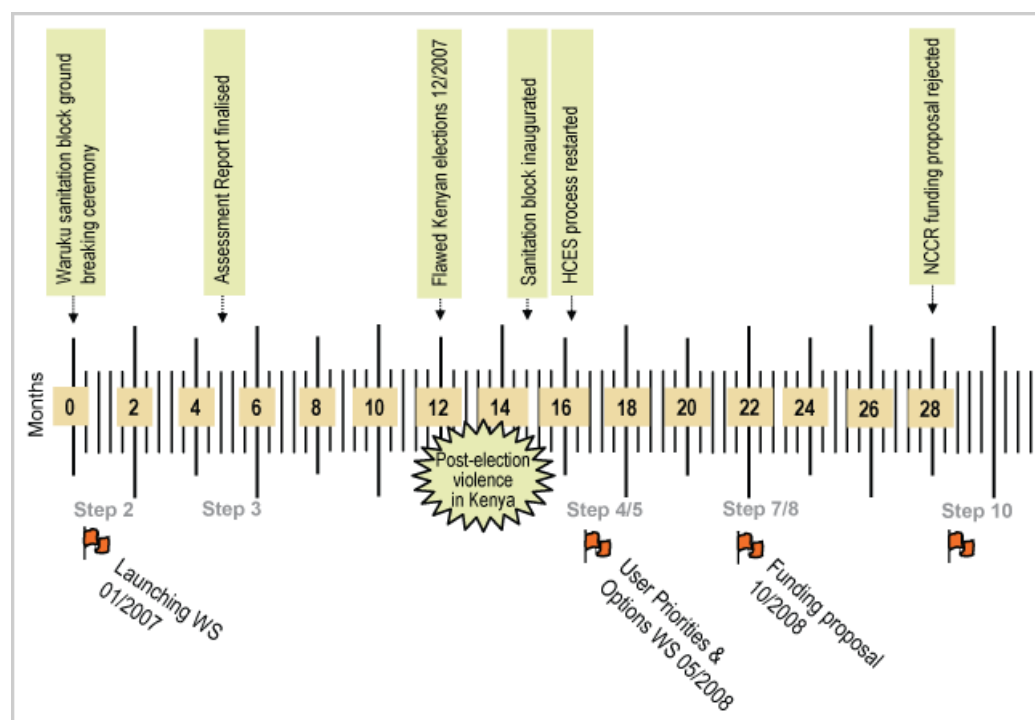 Waruku sanitation block ground
breaking ceremony
Assessment Report finalised
Flawed Kenyan elections 12/2007
Sanitation block inaugurated
HCES process restarted
NCCR funding proposal rejected
Months
0 2 4 6 8 10 12 14 16 18 20 22 24 26 28
Post-election
violence
in Kenya
Step 2
Step 3
Step 4/5
Step 7/8
Step 10
Launching WS
01/2007
User Priorities &
Options WS 05/2008
Funding proposal
10/2008